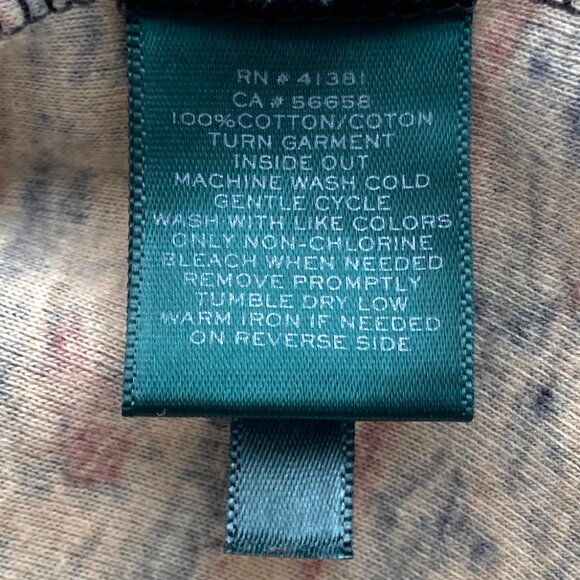 RN # 41381
CA # 56658
100%COTTON/COTON
TURN GARMENT
INSIDE OUT
MACHINE WASH COLD
GENTLE CYCLE
WASH WITH LIKE COLORS
ONLY NON-CHLORINE
BLEACH WHEN NEEDED
REMOVE PROMPTLY
TUMBLE DRY LOW
WARM IRON IF NEEDED
ON REVERSE SIDE